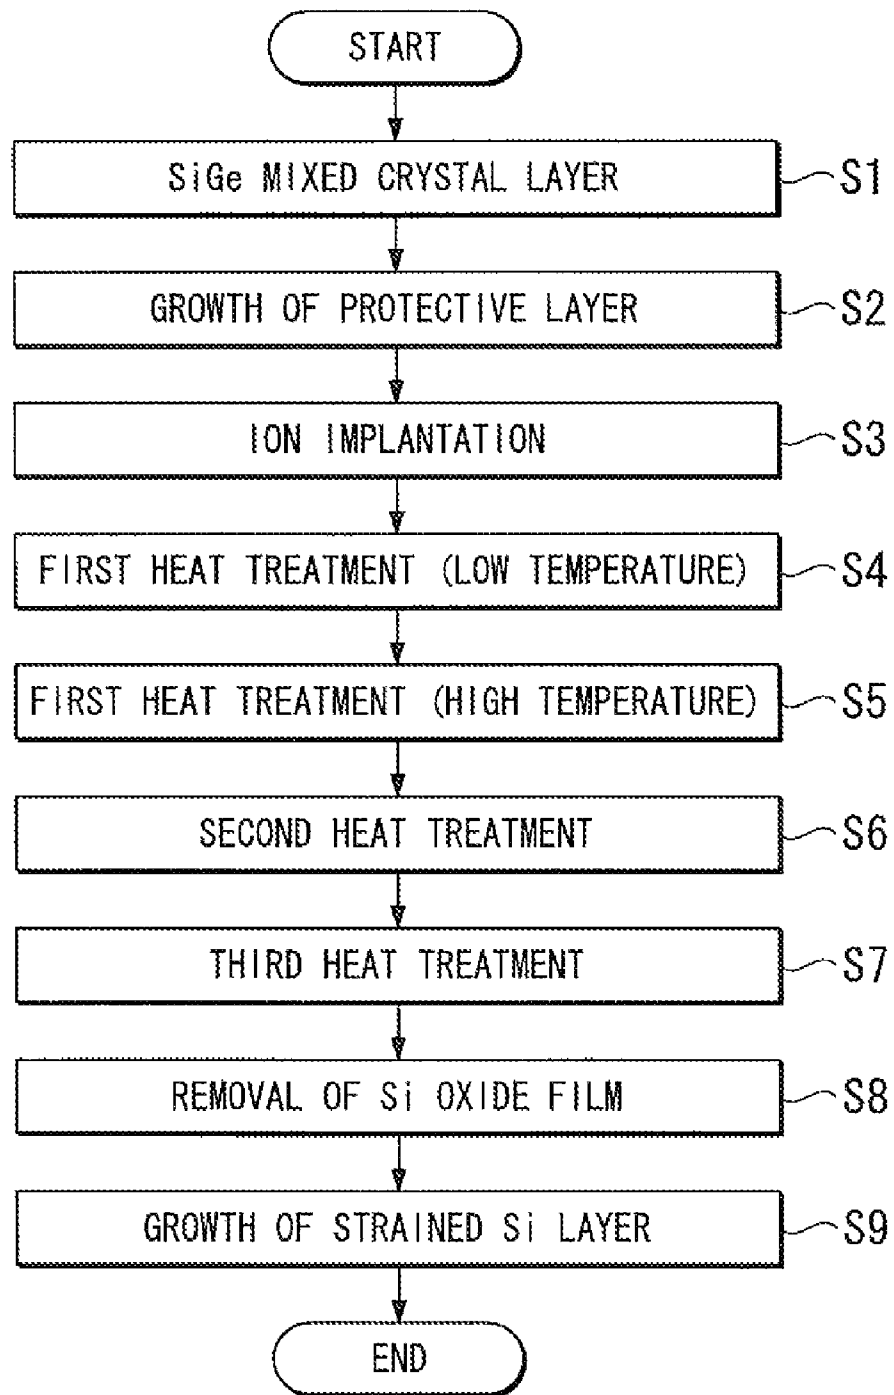 START
SiGe MIXED CRYSTAL LAYER S1
GROWTH OF PROTECTIVE LAYER S2
ION IMPLANTATION S3
FIRST HEAT TREATMENT (LOW TEMPERATURE) S4
FIRST HEAT TREATMENT (HIGH TEMPERATURE) S5
SECOND HEAT TREATMENT S6
THIRD HEAT TREATMENT S7
REMOVAL OF Si OXIDE FILM S8
GROWTH OF STRAINED Si LAYER S9
END